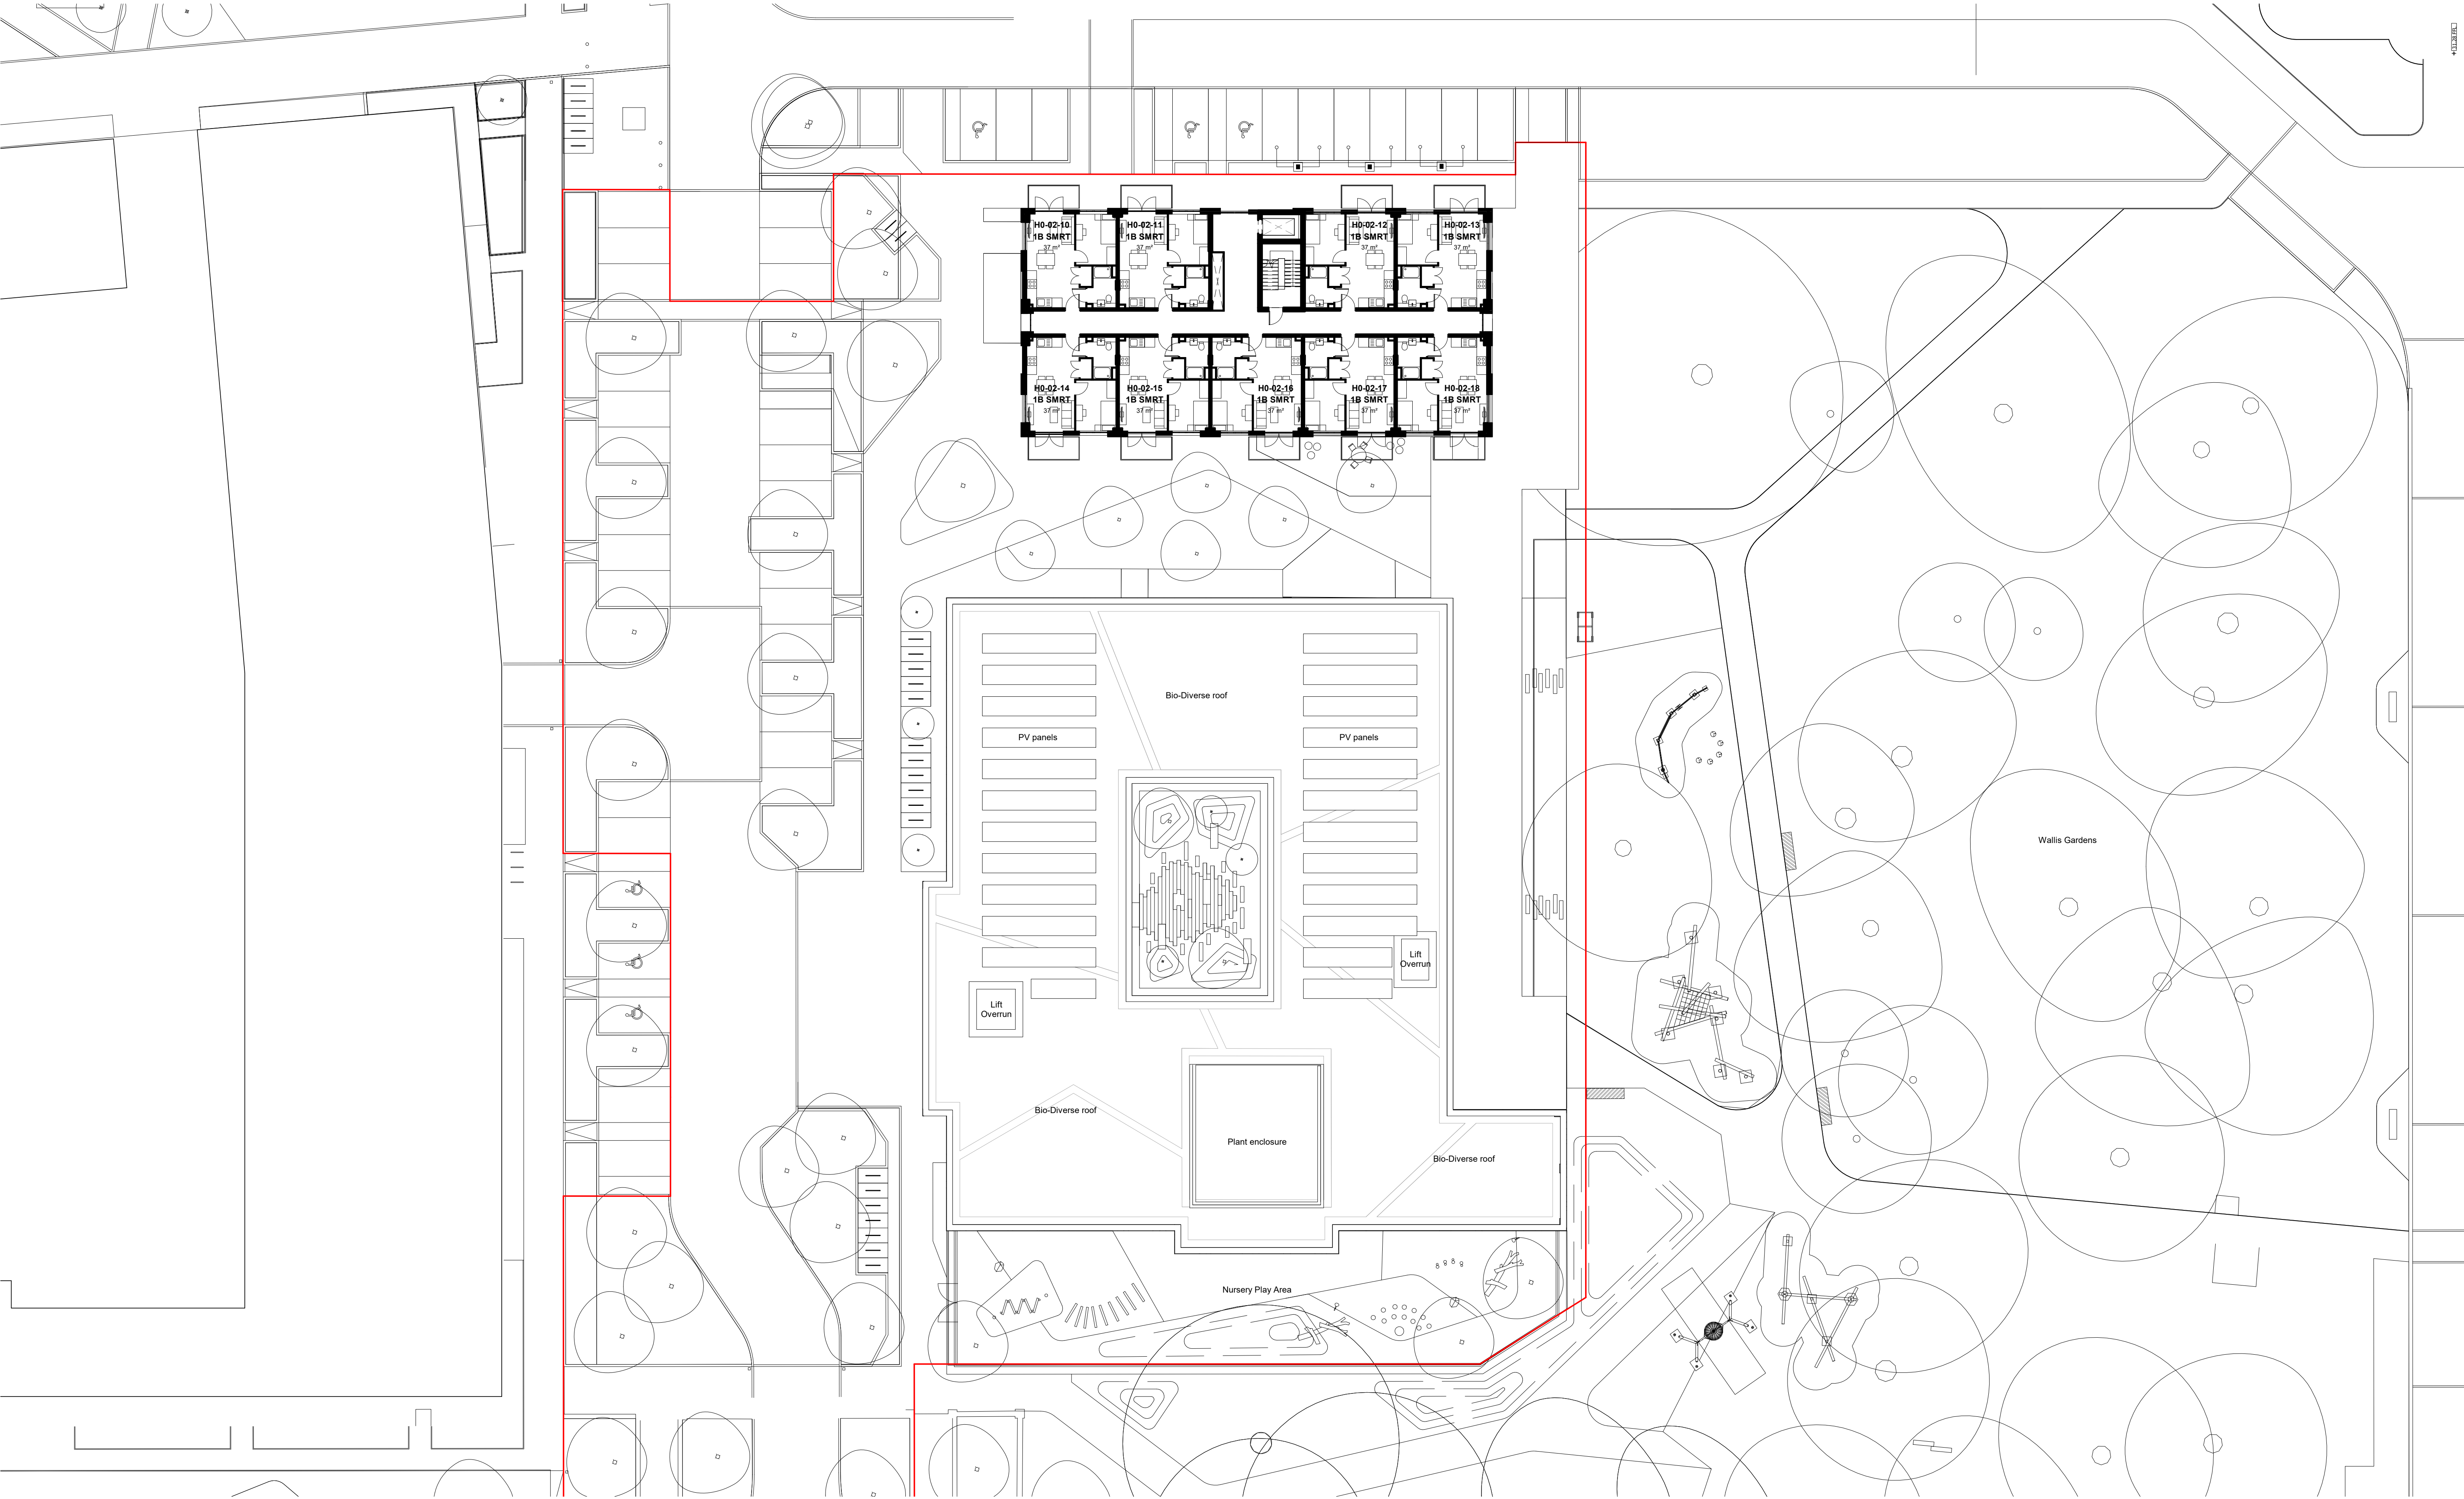 H0-02-10
1B SMRT
37 m²
H0-02-11
1B SMRT
37 m²
H0-02-12
1B SMRT
37 m²
H0-02-13
1B SMRT
37 m²
H0-02-14
1B SMRT
37 m²
H0-02-15
1B SMRT
37 m²
H0-02-16
1B SMRT
37 m²
H0-02-17
1B SMRT
37 m²
H0-02-18
1B SMRT
37 m²
Bio-Diverse roof
PV panels
PV panels
Wallis Gardens
Lift
Overrun
Lift
Overrun
Bio-Diverse roof
Plant enclosure
Bio-Diverse roof
Nursery Play Area